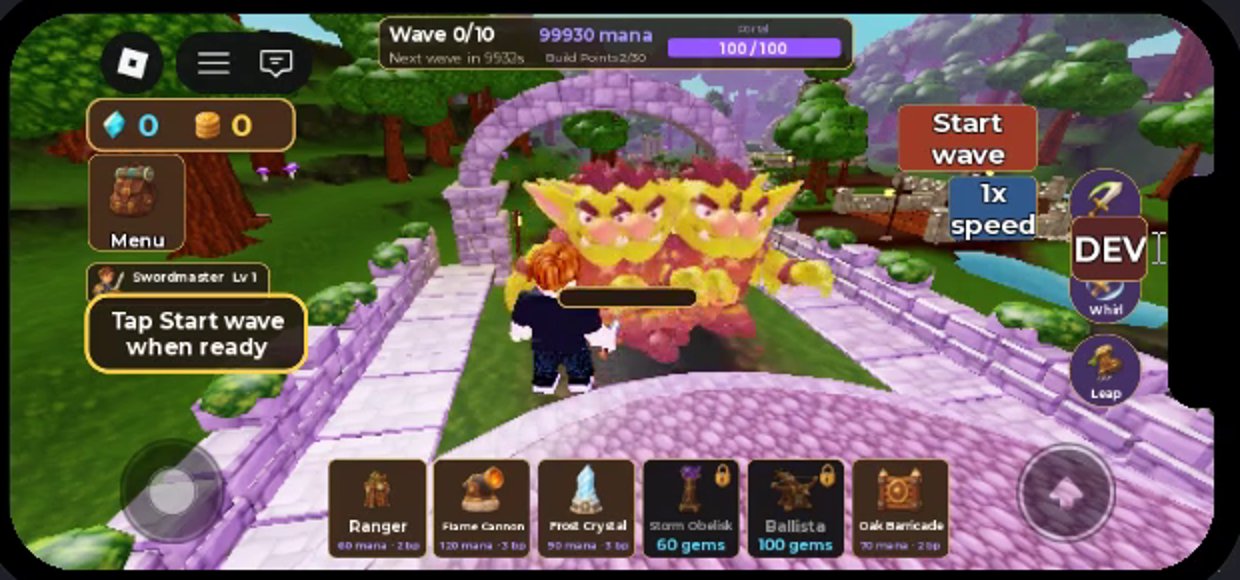 Wave 0/10
99930 mana
Portal
Next wave in 9932s
Build Points 2/30
100/100
0
0
Menu
Swordmaster Lv 1
Tap Start wave
when ready
Start
wave
1x
speed
DEV
Whirl
Leap
Ranger
60 mana · 2 bp
Flame Cannon
120 mana · 3 bp
Frost Crystal
90 mana · 3 bp
Storm Obelisk
60 gems
Ballista
100 gems
Oak Barricade
70 mana · 2 bp